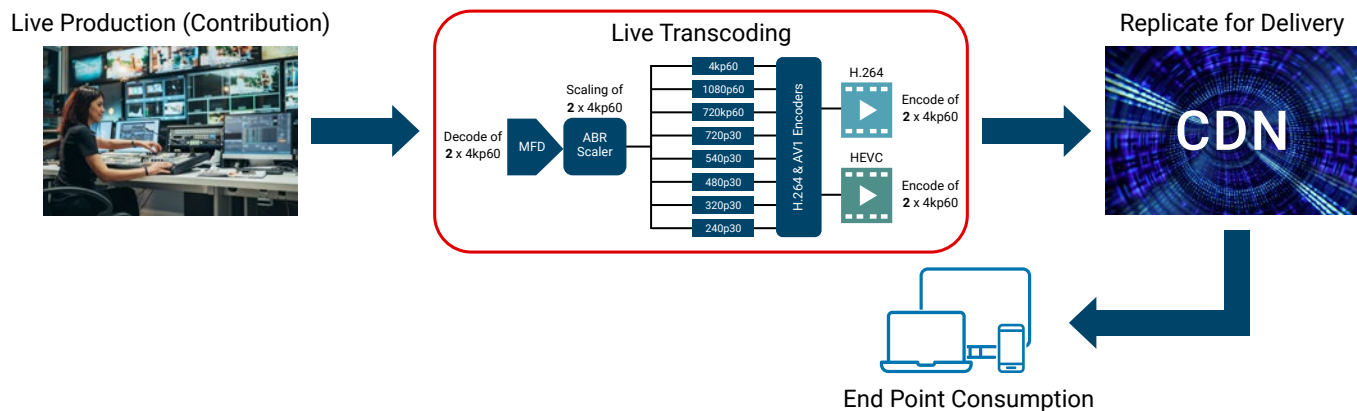 Live Production (Contribution)
Live Transcoding
Replicate for Delivery
Decode of
2 x 4kp60
MFD
Scaling of
2 x 4kp60
ABR
Scaler
4kp60
1080p60
720kp60
720p30
540p30
480p30
320p30
240p30
H.264 & AV1 Encoders
H.264
Encode of
2 x 4kp60
HEVC
Encode of
2 x 4kp60
CDN
End Point Consumption